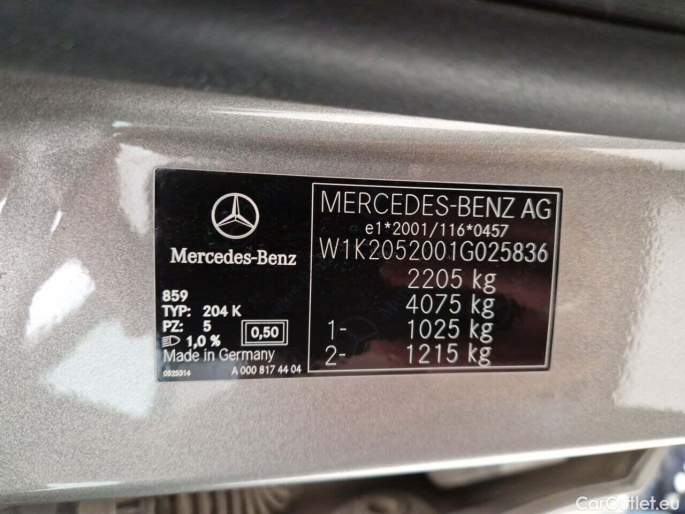 Mercedes-Benz
859
TYP: 204 K
PZ: 5
0,50
1,0 %
Made in Germany
0525314
A 000 817 44 04
MERCEDES-BENZ AG
e1*2001/116*0457
W1K2052001G025836
2205 kg
4075 kg
1- 1025 kg
2- 1215 kg
CarOutlet.eu